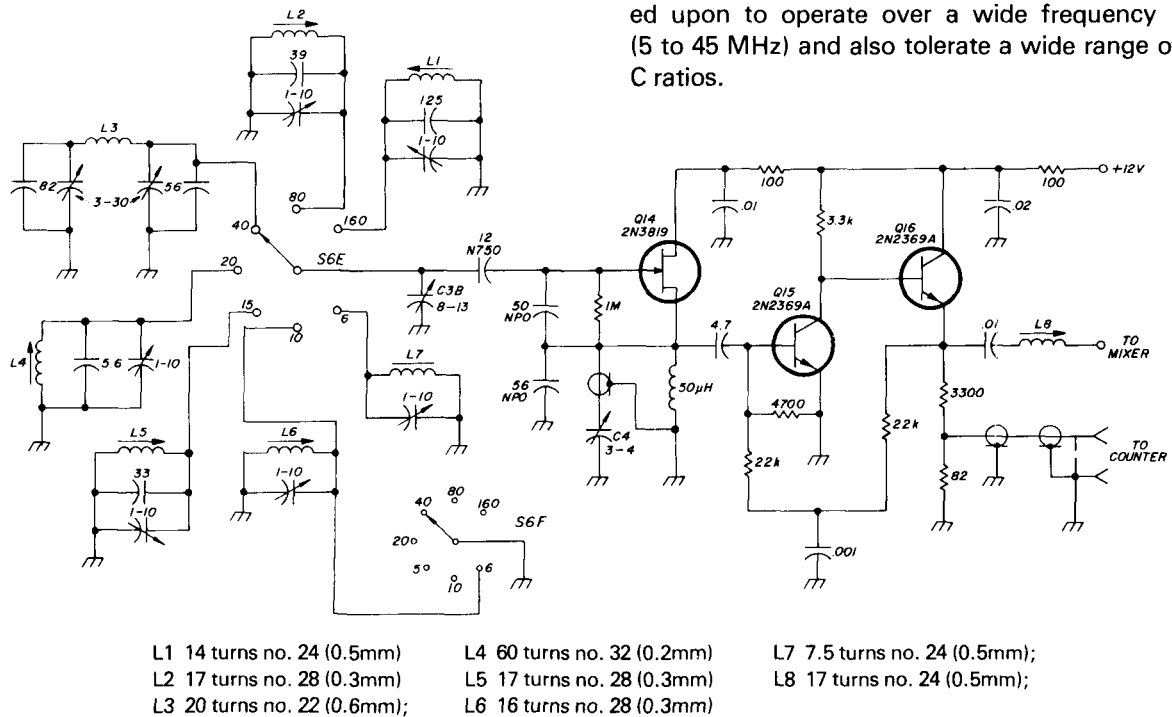 ed upon to operate over a wide frequency
(5 to 45 MHz) and also tolerate a wide range o
C ratios.
L2
39
1-10
L1
125
1-10
L3
82
3-30
56
80
160
40
20
15
10
6
S6E
C3B
8-13
12
N750
50
NPO
1M
56
NPO
C4
3-4
Q14
2N3819
.01
100
3.3k
Q16
2N2369A
.02
100
+12V
Q15
2N2369A
4.7
50µH
4700
22k
.001
22k
.01
L8
TO
MIXER
3300
82
TO
COUNTER
L4
5.6
1-10
L5
33
1-10
L6
1-10
L7
1-10
40
80
160
S6F
20
5
10
6
L1 14 turns no. 24 (0.5mm)
L2 17 turns no. 28 (0.3mm)
L3 20 turns no. 22 (0.6mm);
L4 60 turns no. 32 (0.2mm)
L5 17 turns no. 28 (0.3mm)
L6 16 turns no. 28 (0.3mm)
L7 7.5 turns no. 24 (0.5mm);
L8 17 turns no. 24 (0.5mm);